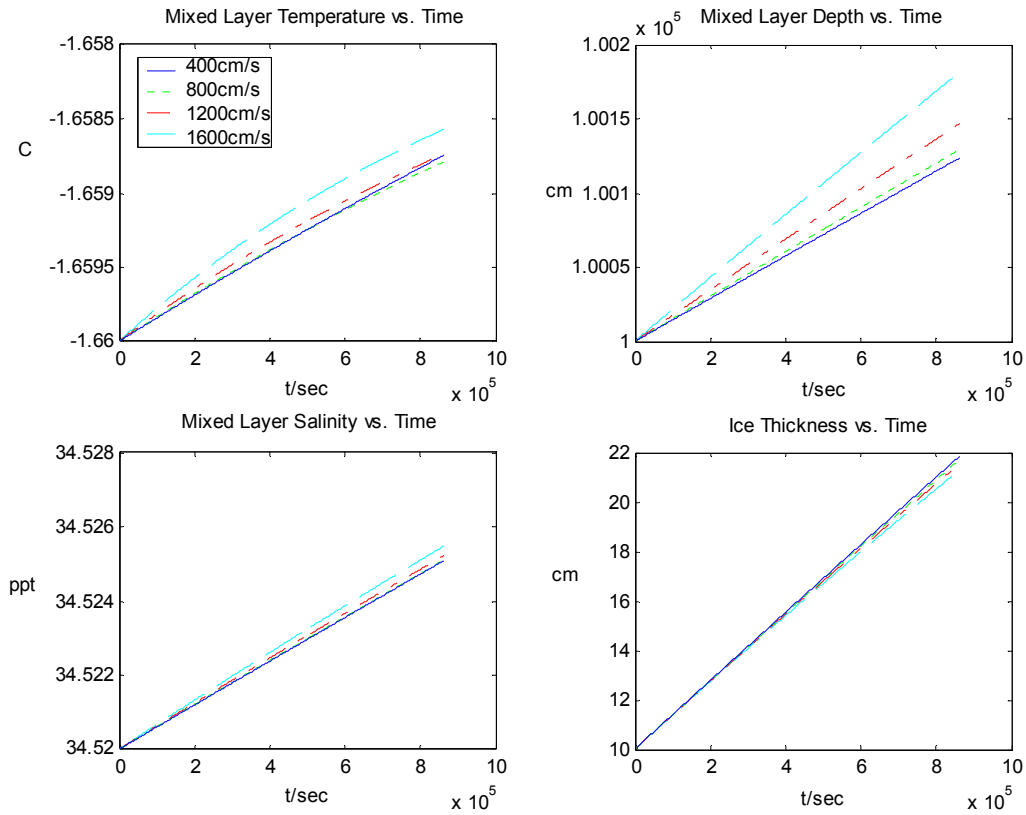 Mixed Layer Temperature vs. Time
-1.658
-1.6585
-1.659
-1.6595
-1.66
C
400cm/s
800cm/s
1200cm/s
1600cm/s
0 2 4 6 8 10
t/sec
x 10^5
Mixed Layer Depth vs. Time
x 10^5
1.002
1.0015
1.001
1.0005
1
cm
0 2 4 6 8 10
t/sec
x 10^5
Mixed Layer Salinity vs. Time
34.528
34.526
34.524
34.522
34.52
ppt
0 2 4 6 8 10
t/sec
x 10^5
Ice Thickness vs. Time
22
20
18
16
14
12
10
cm
0 2 4 6 8 10
t/sec
x 10^5